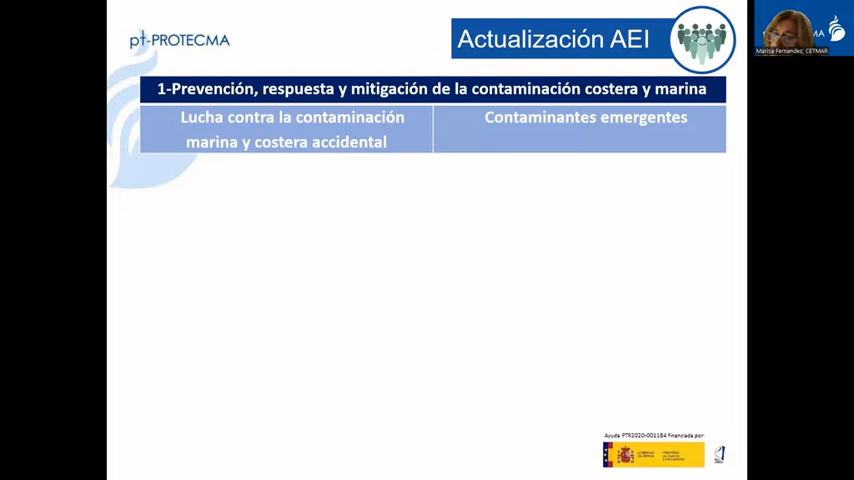 pt-PROTECMA
Actualización AEI
MA
Marisa Fernandez, CETMAR
1-Prevención, respuesta y mitigación de la contaminación costera y marina
Lucha contra la contaminación
marina y costera accidental
Contaminantes emergentes
Ayuda PTR2020-001184 financiada por: